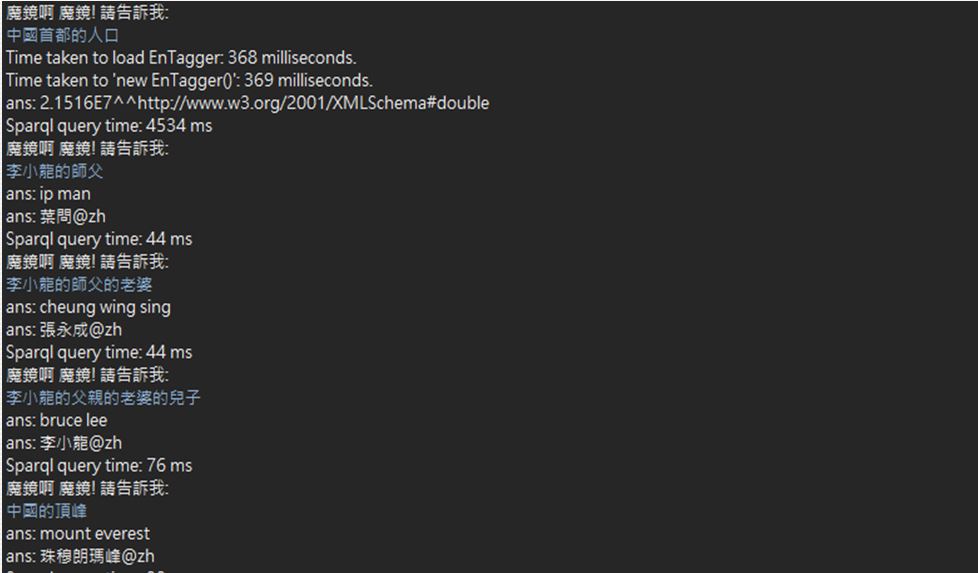 魔鏡啊 魔鏡! 請告訴我:
中國首都的人口
Time taken to load EnTagger: 368 milliseconds.
Time taken to 'new EnTagger()': 369 milliseconds.
ans: 2.1516E7^^http://www.w3.org/2001/XMLSchema#double
Sparql query time: 4534 ms
魔鏡啊 魔鏡! 請告訴我:
李小龍的師父
ans: ip man
ans: 葉問@zh
Sparql query time: 44 ms
魔鏡啊 魔鏡! 請告訴我:
李小龍的師父的老婆
ans: cheung wing sing
ans: 張永成@zh
Sparql query time: 44 ms
魔鏡啊 魔鏡! 請告訴我:
李小龍的父親的老婆的兒子
ans: bruce lee
ans: 李小龍@zh
Sparql query time: 76 ms
魔鏡啊 魔鏡! 請告訴我:
中國的頂峰
ans: mount everest
ans: 珠穆朗瑪峰@zh